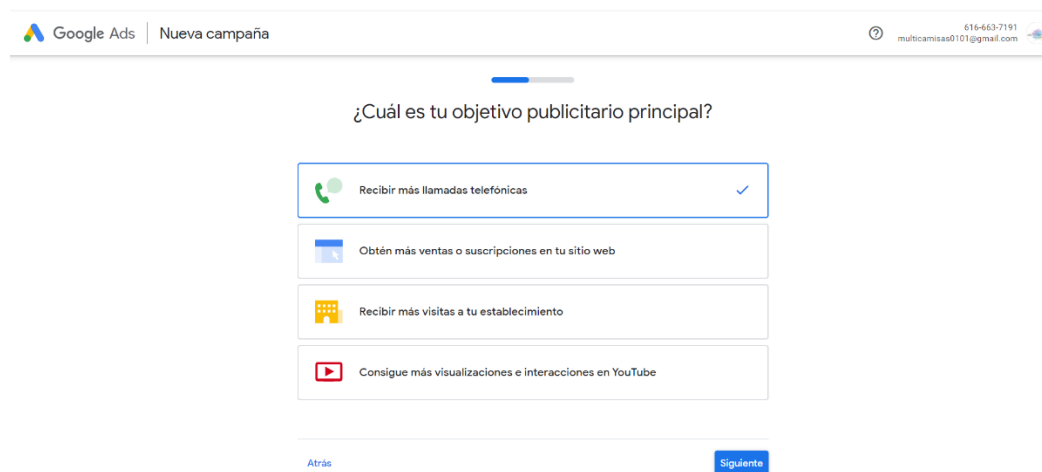 Google Ads | Nueva campaña
616-663-7191
multicamisas0101@gmail.com
¿Cuál es tu objetivo publicitario principal?
Recibir más llamadas telefónicas
Obtén más ventas o suscripciones en tu sitio web
Recibir más visitas a tu establecimiento
Consigue más visualizaciones e interacciones en YouTube
Atrás
Siguiente